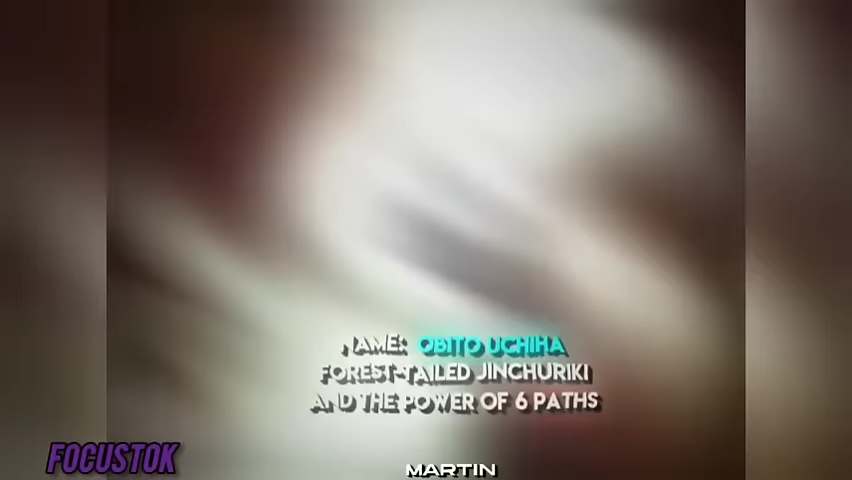 NAME: OBITO UCHIHA
FOREST-TAILED JINCHURIKI
AND THE POWER OF 6 PATHS
FOCUSTOK
MARTIN